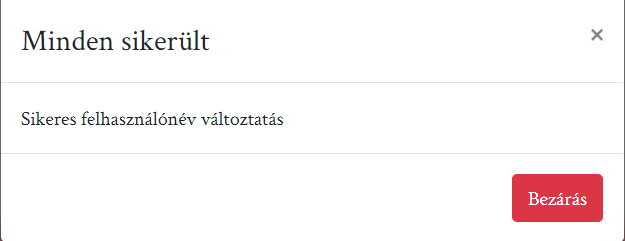 Minden sikerült
×
Sikeres felhasználónév változtatás
Bezárás